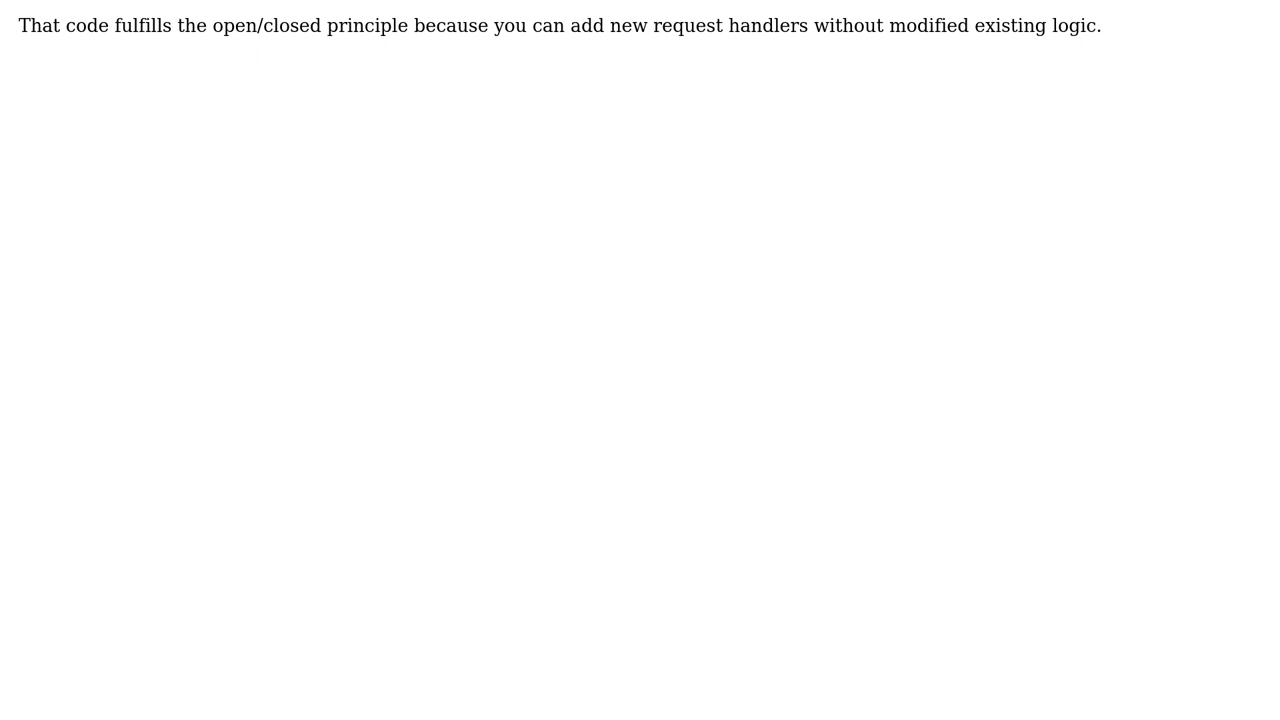 That code fulfills the open/closed principle because you can add new request handlers without modified existing logic.